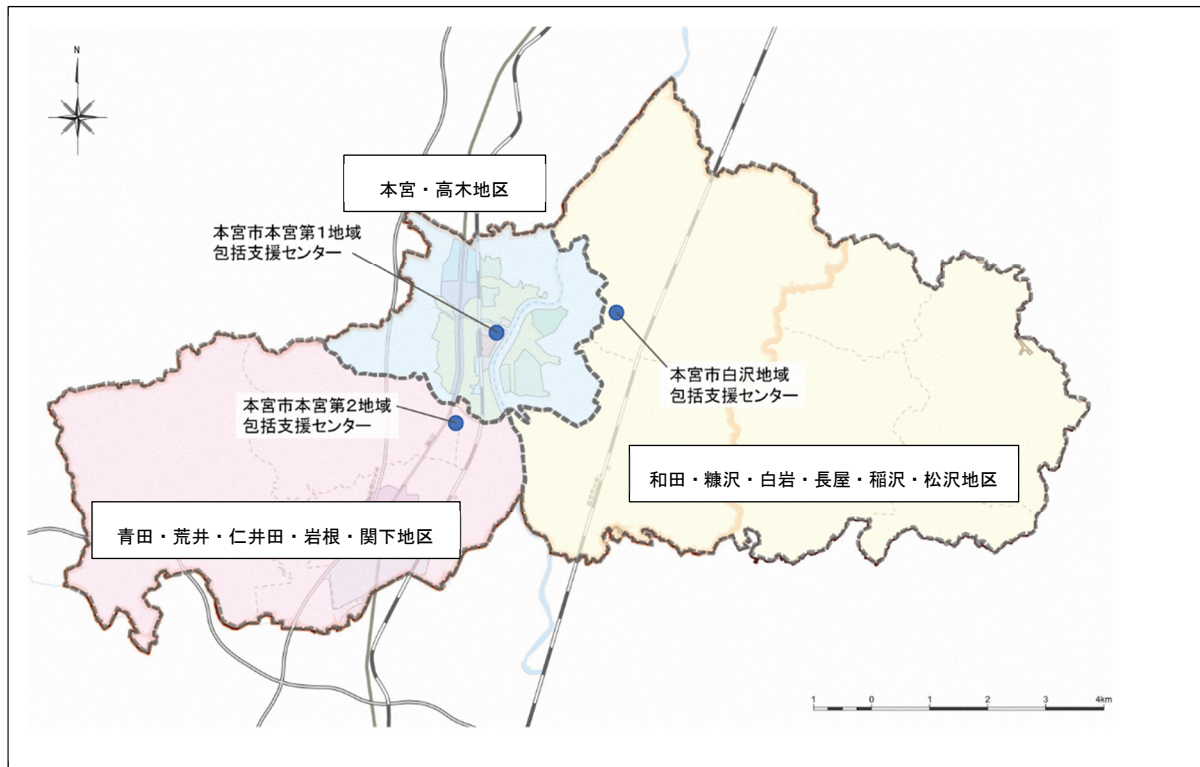 N
本宮・高木地区
本宮市本宮第1地域
包括支援センター
本宮市白沢地域
包括支援センター
本宮市本宮第2地域
包括支援センター
和田・糠沢・白岩・長屋・稲沢・松沢地区
青田・荒井・仁井田・岩根・関下地区
1 0 1 2 3 4km